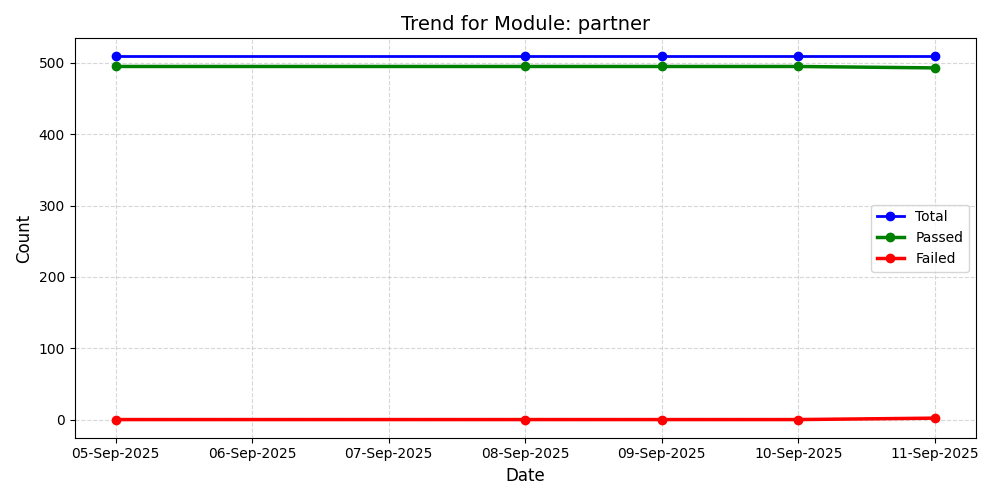 Trend for Module: partner
500
400
300
200
100
0
Count
Total
Passed
Failed
05-Sep-2025 06-Sep-2025 07-Sep-2025 08-Sep-2025 09-Sep-2025 10-Sep-2025 11-Sep-2025
Date